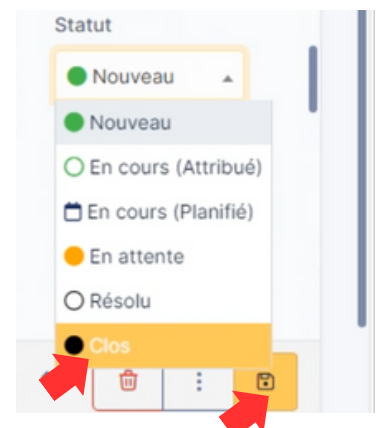 Statut
Nouveau
Nouveau
En cours (Attribué)
En cours (Planifié)
En attente
Résolu
Clos